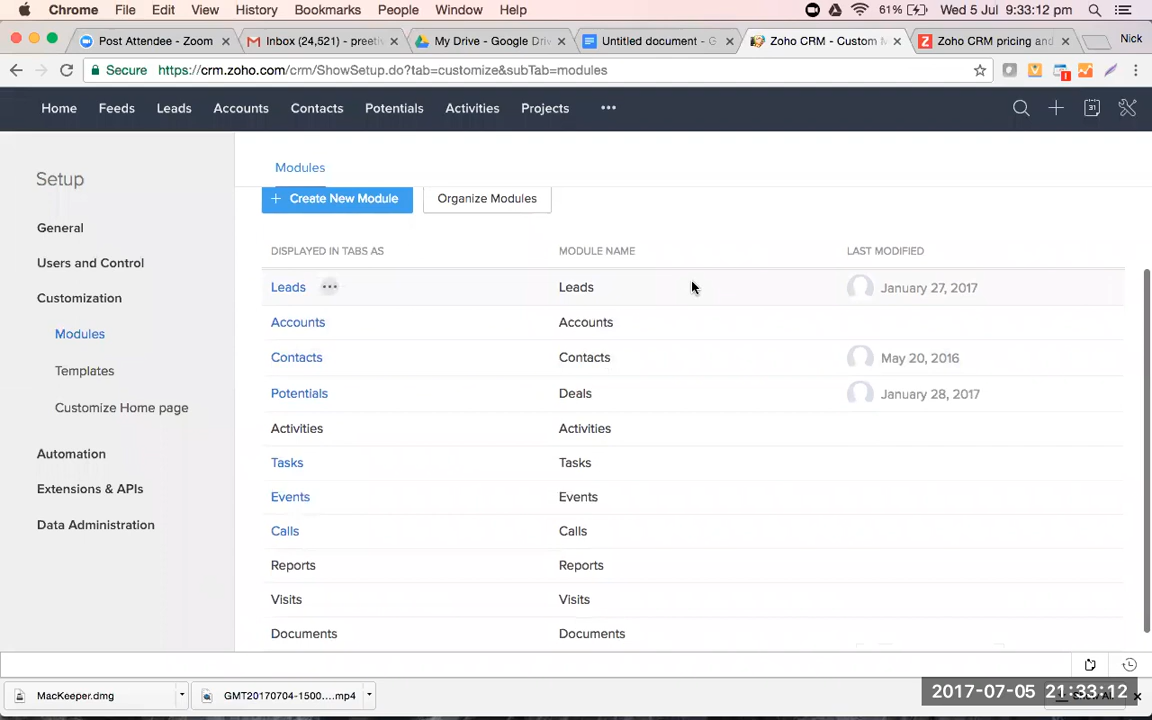 Chrome File Edit View History Bookmarks People Window Help 61% Wed 5 Jul 9:33:12 pm
Post Attendee - Zoom Inbox (24,521) - preetiv My Drive - Google Driv Untitled document - G Zoho CRM - Custom M Zoho CRM pricing and Nick
Secure https://crm.zoho.com/crm/ShowSetup.do?tab=customize&subTab=modules
Home Feeds Leads Accounts Contacts Potentials Activities Projects ••• 31
Modules
Setup
+ Create New Module Organize Modules
General
DISPLAYED IN TABS AS MODULE NAME LAST MODIFIED
Users and Control
Leads ••• Leads January 27, 2017
Customization
Accounts Accounts
Modules
Contacts Contacts May 20, 2016
Templates
Potentials Deals January 28, 2017
Customize Home page
Activities Activities
Automation
Tasks Tasks
Extensions & APIs
Events Events
Data Administration
Calls Calls
Reports Reports
Visits Visits
Documents Documents
MacKeeper.dmg GMT20170704-1500....mp4
2017-07-05 21:33:12